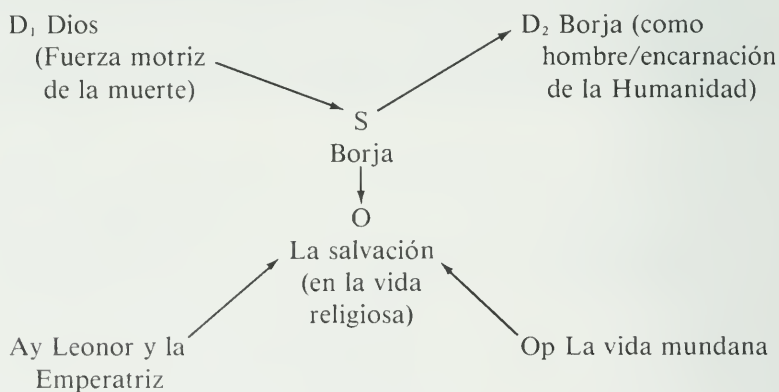 D₁ Dios
(Fuerza motriz
de la muerte)
D₂ Borja (como
hombre/encarnación
de la Humanidad)
S
Borja
O
La salvación
(en la vida
religiosa)
Ay Leonor y la
Emperatriz
Op La vida mundana